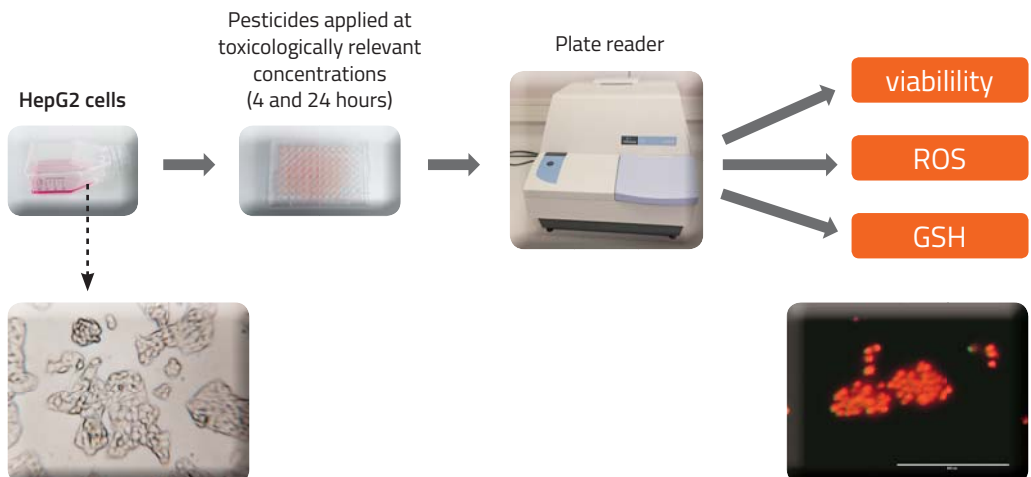 Pesticides applied at
toxicologically relevant
concentrations
(4 and 24 hours)
Plate reader
HepG2 cells
viabilility
ROS
GSH